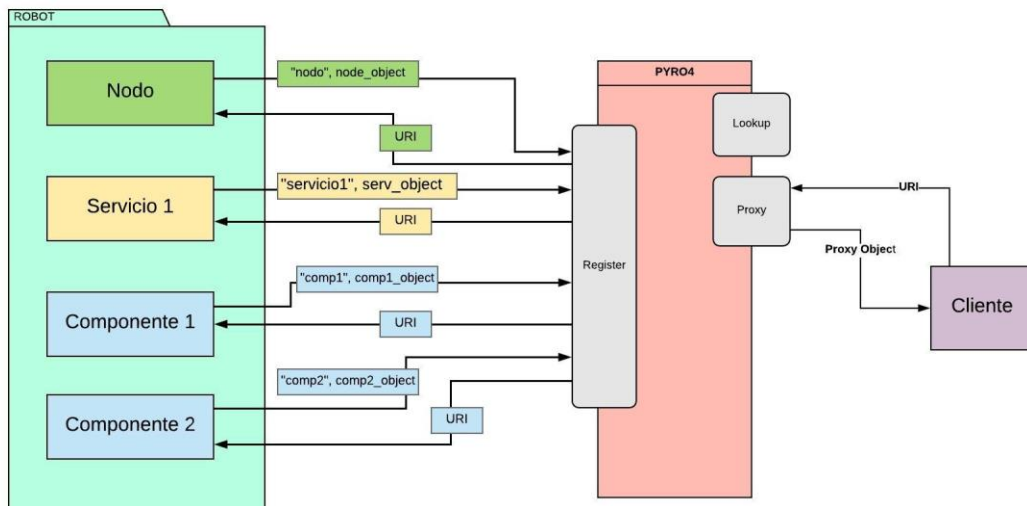 ROBOT
Nodo
"nodo", node_object
URI
Servicio 1
"servicio1", serv_object
URI
Componente 1
"comp1", comp1_object
URI
Componente 2
"comp2", comp2_object
URI
PYRO4
Register
Lookup
Proxy
URI
Proxy Object
Cliente